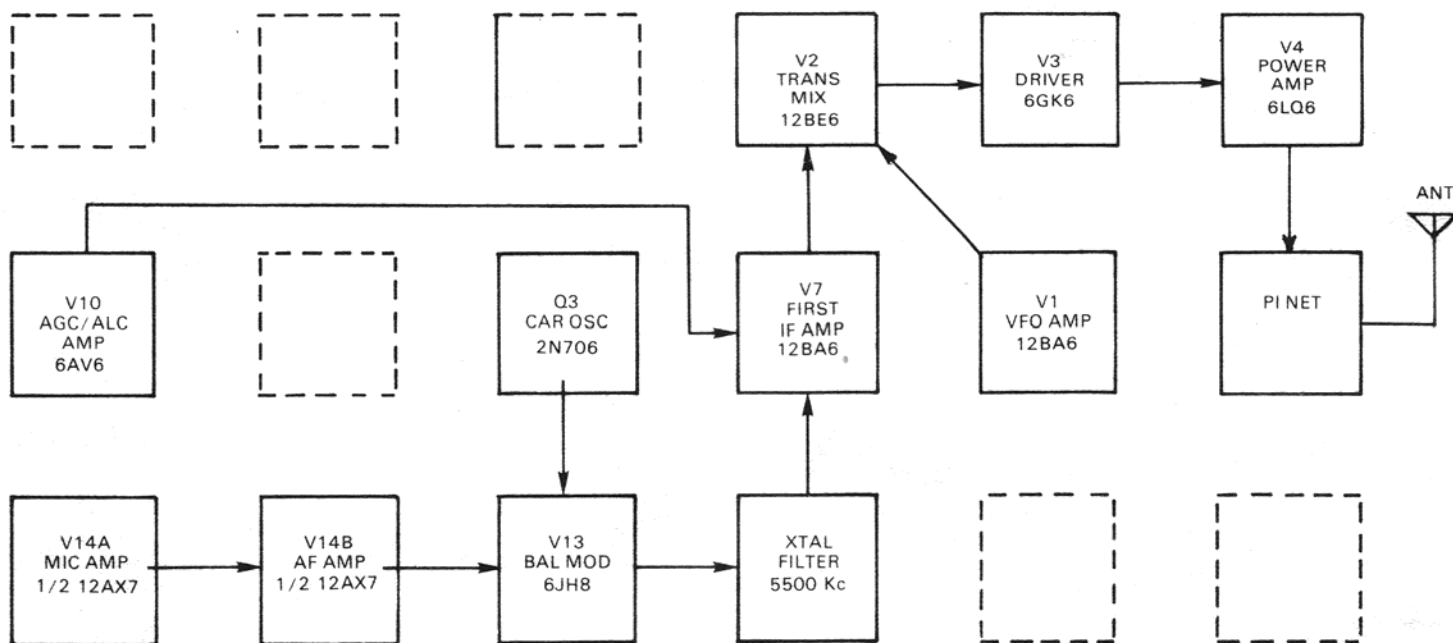 V2
TRANS
MIX
12BE6
V3
DRIVER
6GK6
V4
POWER
AMP
6LQ6
ANT
V10
AGC/ALC
AMP
6AV6
Q3
CAR OSC
2N706
V7
FIRST
IF AMP
12BA6
V1
VFO AMP
12BA6
PI NET
V14A
MIC AMP
1/2 12AX7
V14B
AF AMP
1/2 12AX7
V13
BAL MOD
6JH8
XTAL
FILTER
5500 Kc